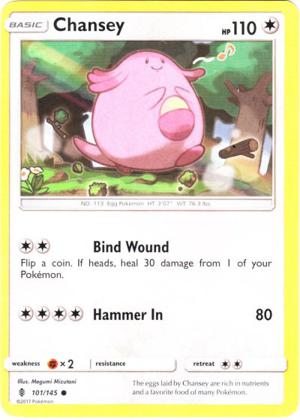 BASIC Chansey HP 110
NO. 113 Egg Pokémon HT: 3'07" WT: 76.3 lbs.
Bind Wound
Flip a coin. If heads, heal 30 damage from 1 of your
Pokémon.
Hammer In 80
weakness × 2 resistance retreat
Illus. Megumi Mizutani
101/145 ●
©2017 Pokémon
The eggs laid by Chansey are rich in nutrients
and a favorite food of many Pokémon.